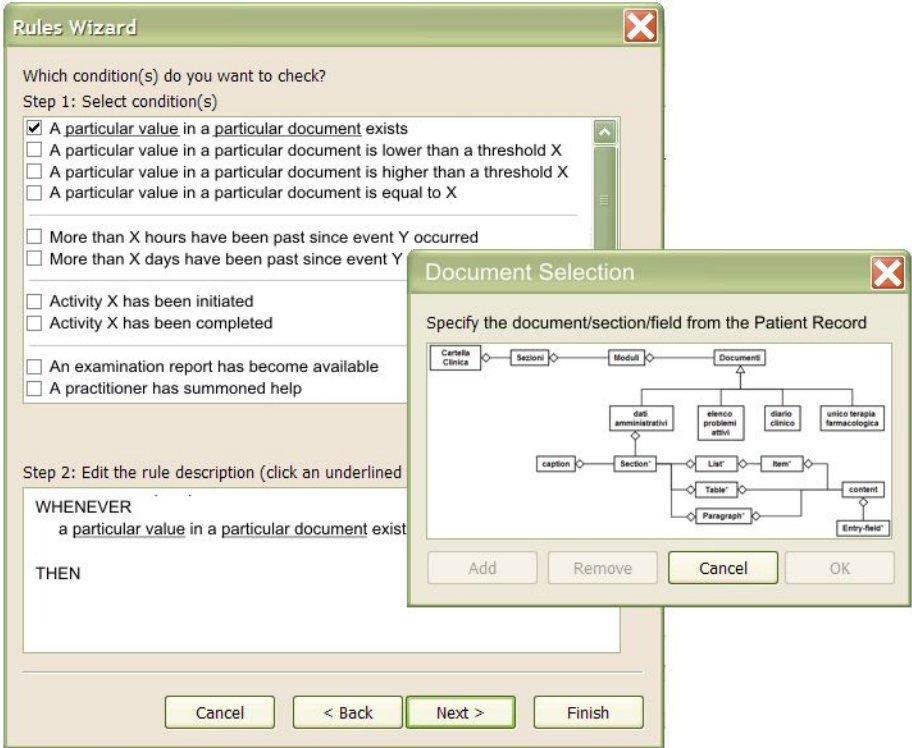 Rules Wizard
Which condition(s) do you want to check?
Step 1: Select condition(s)
A particular value in a particular document exists
A particular value in a particular document is lower than a threshold X
A particular value in a particular document is higher than a threshold X
A particular value in a particular document is equal to X
More than X hours have been past since event Y occurred
More than X days have been past since event Y
Activity X has been initiated
Activity X has been completed
An examination report has become available
A practitioner has summoned help
Step 2: Edit the rule description (click an underlined
WHENEVER
a particular value in a particular document exist
THEN
Cancel
< Back
Next >
Finish
Document Selection
Specify the document/section/field from the Patient Record
Cartella
Clinica
Sezioni
Moduli
Documenti
dati
amministrativi
elenco
problemi
attivi
diario
clinico
unico terapia
farmacologica
caption
Section*
List*
Item*
Table*
content
Paragraph*
Entry-field*
Add
Remove
Cancel
OK